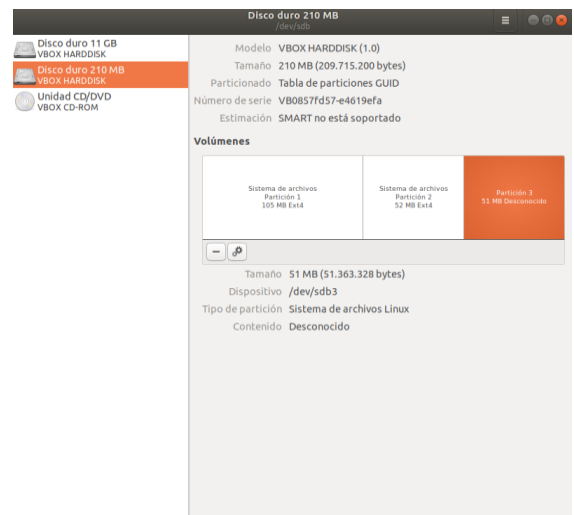 Disco duro 210 MB
/dev/sdb
Disco duro 11 GB
VBOX HARDDISK
Disco duro 210 MB
VBOX HARDDISK
Unidad CD/DVD
VBOX CD-ROM
Modelo VBOX HARDDISK (1.0)
Tamaño 210 MB (209.715.200 bytes)
Particionado Tabla de particiones GUID
Número de serie VB0857fd57-e4619efa
Estimación SMART no está soportado
Volúmenes
Sistema de archivos
Partición 1
105 MB Ext4
Sistema de archivos
Partición 2
52 MB Ext4
Partición 3
51 MB Desconocido
Tamaño 51 MB (51.363.328 bytes)
Dispositivo /dev/sdb3
Tipo de partición Sistema de archivos Linux
Contenido Desconocido